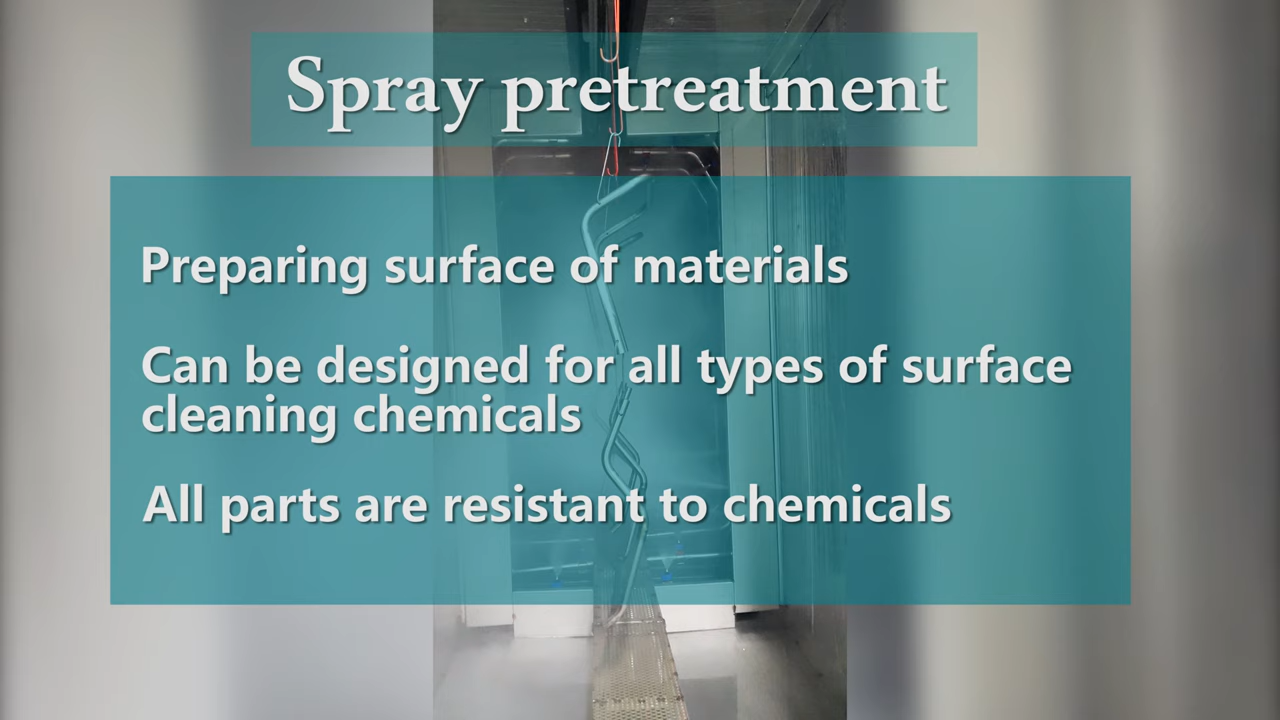 Spray pretreatment
Preparing surface of materials
Can be designed for all types of surface
cleaning chemicals
All parts are resistant to chemicals